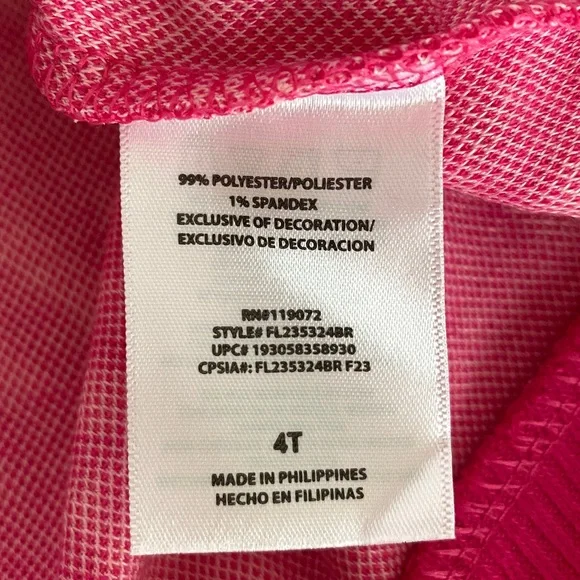 99% POLYESTER/POLIESTER
1% SPANDEX
EXCLUSIVE OF DECORATION/
EXCLUSIVO DE DECORACION
RN#119072
STYLE# FL235324BR
UPC# 193058358930
CPSIA#: FL235324BR F23
4T
MADE IN PHILIPPINES
HECHO EN FILIPINAS